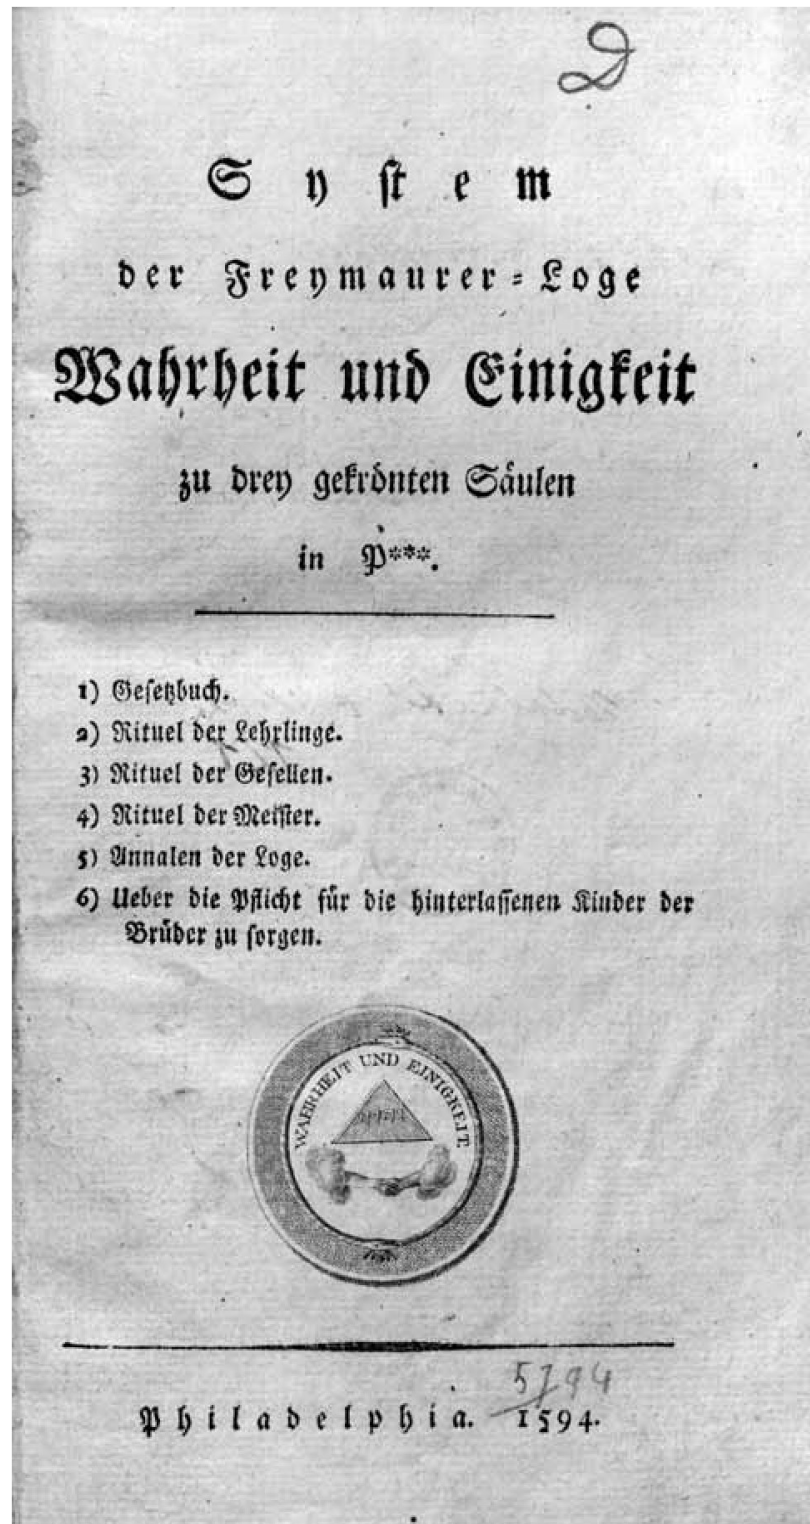 System
der Freymaurer-Loge
Wahrheit und Einigkeit
zu drey gekrönten Säulen
in P***.
1) Gesetzbuch.
2) Rituel der Lehrlinge.
3) Rituel der Gesellen.
4) Rituel der Meister.
5) Annalen der Loge.
6) Ueber die Pflicht für die hinterlassenen Kinder der
Brüder zu sorgen.
WAERHEIT UND EINIGKEIT.
Philadelphia. 1594.